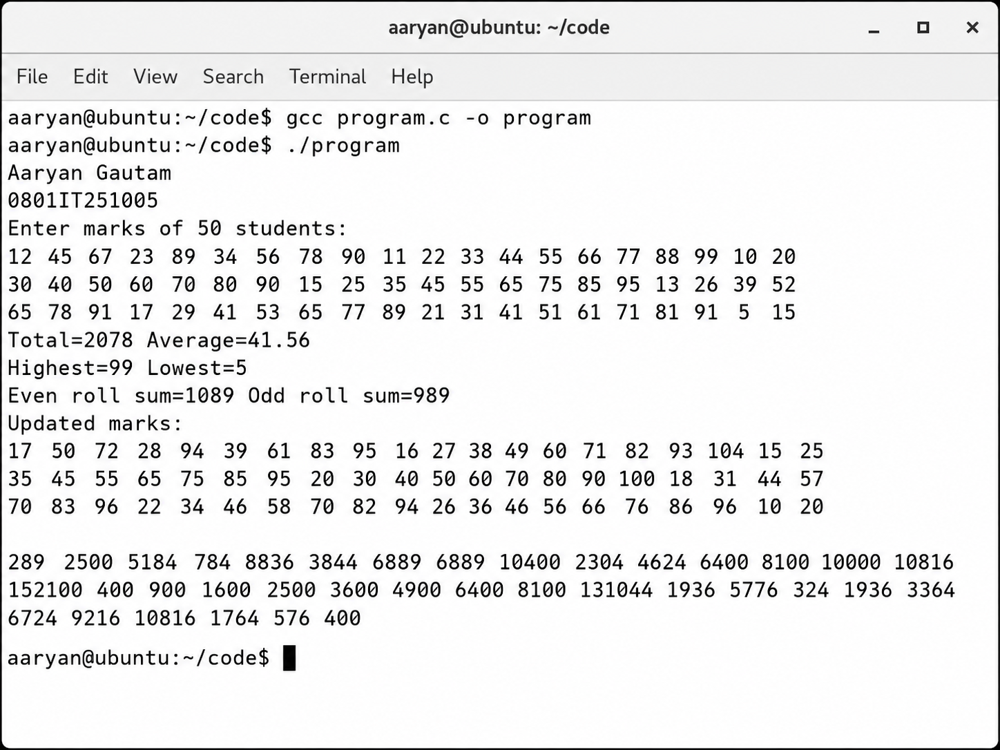 aaryan@ubuntu: ~/code
File Edit View Search Terminal Help
aaryan@ubuntu:~/code$ gcc program.c -o program
aaryan@ubuntu:~/code$ ./program
Aaryan Gautam
0801IT251005
Enter marks of 50 students:
12 45 67 23 89 34 56 78 90 11 22 33 44 55 66 77 88 99 10 20
30 40 50 60 70 80 90 15 25 35 45 55 65 75 85 95 13 26 39 52
65 78 91 17 29 41 53 65 77 89 21 31 41 51 61 71 81 91 5 15
Total=2078 Average=41.56
Highest=99 Lowest=5
Even roll sum=1089 Odd roll sum=989
Updated marks:
17 50 72 28 94 39 61 83 95 16 27 38 49 60 71 82 93 104 15 25
35 45 55 65 75 85 95 20 30 40 50 60 70 80 90 100 18 31 44 57
70 83 96 22 34 46 58 70 82 94 26 36 46 56 66 76 86 96 10 20
289 2500 5184 784 8836 3844 6889 6889 10400 2304 4624 6400 8100 10000 10816
152100 400 900 1600 2500 3600 4900 6400 8100 131044 1936 5776 324 1936 3364
6724 9216 10816 1764 576 400
aaryan@ubuntu:~/code$